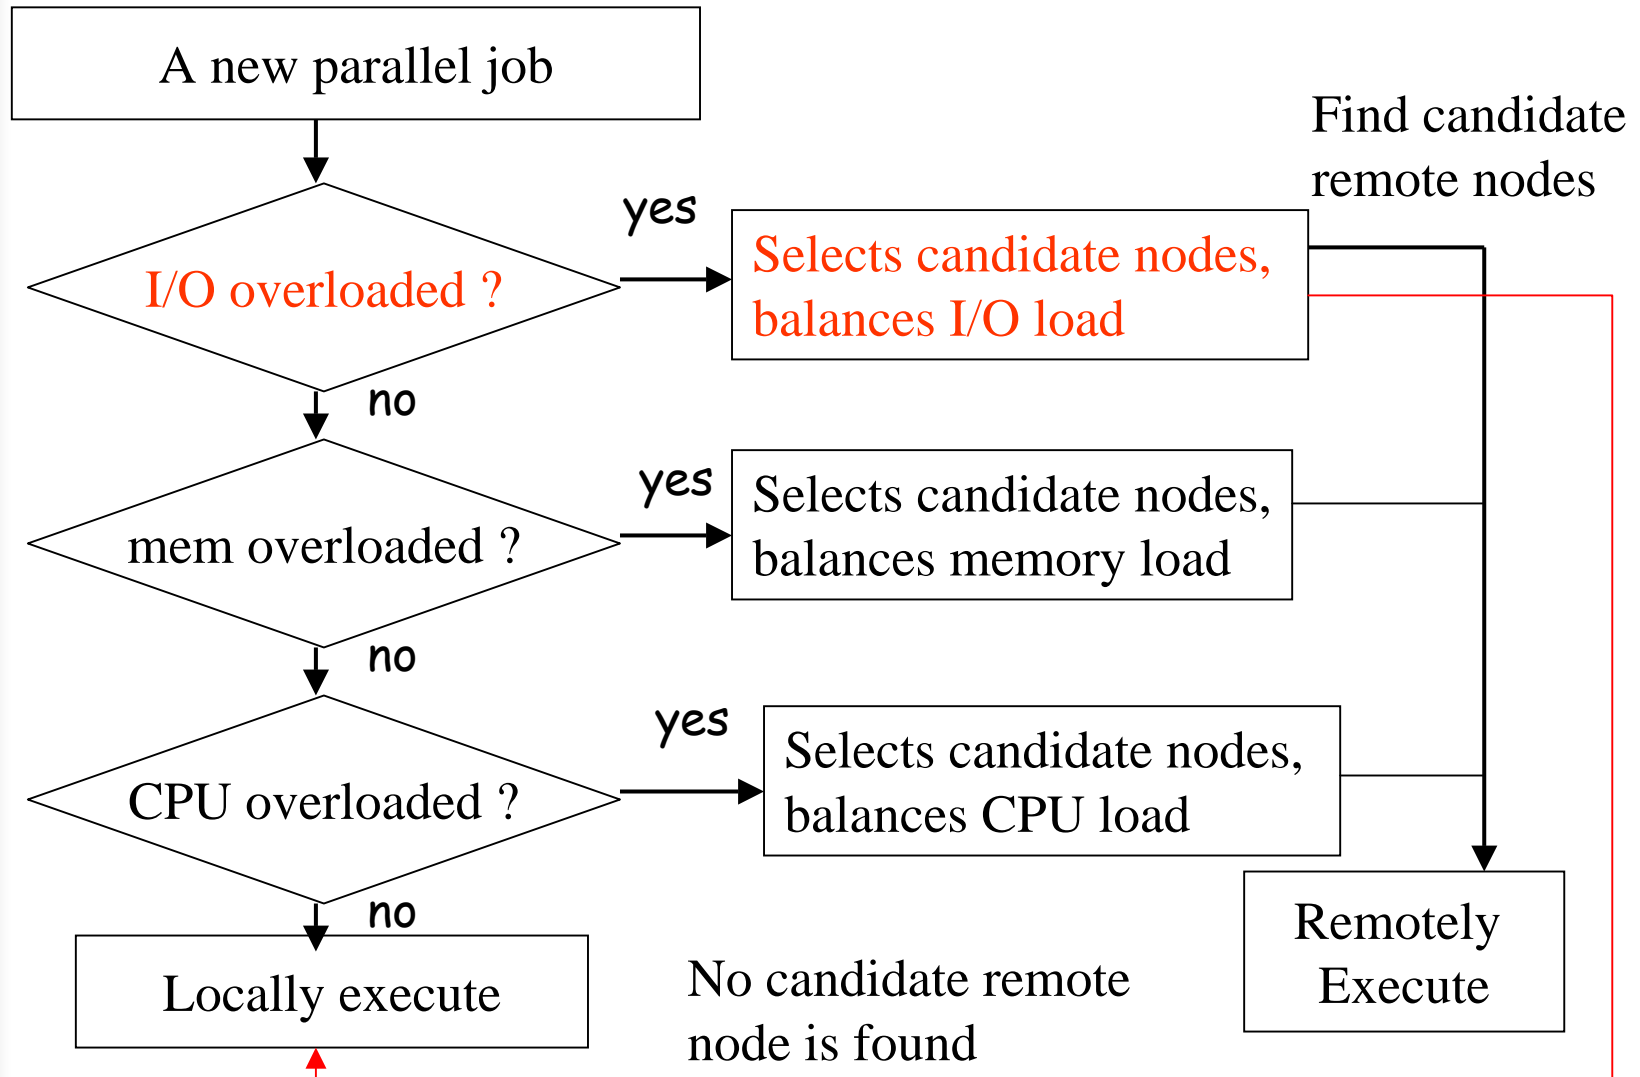 A new parallel job
Find candidate
remote nodes
yes
I/O overloaded ?
Selects candidate nodes,
balances I/O load
no
yes
mem overloaded ?
Selects candidate nodes,
balances memory load
no
yes
CPU overloaded ?
Selects candidate nodes,
balances CPU load
no
Locally execute
No candidate remote
node is found
Remotely
Execute